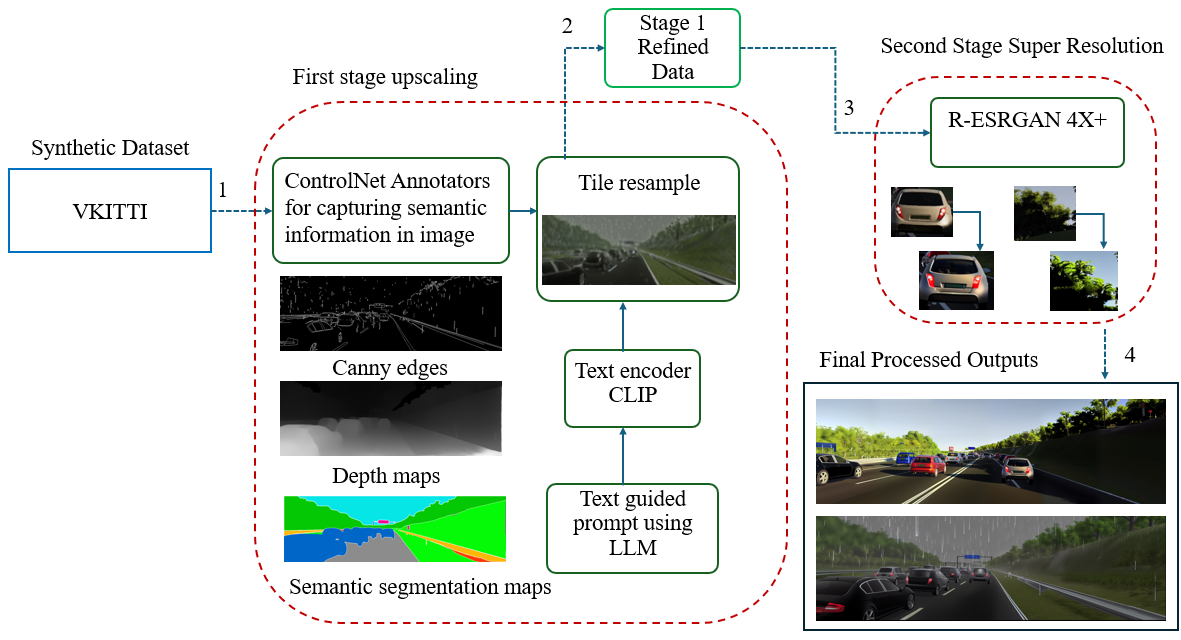 Synthetic Dataset
VKITTI
1
First stage upscaling
ControlNet Annotators
for capturing semantic
information in image
Canny edges
Depth maps
Semantic segmentation maps
Tile resample
Text encoder
CLIP
Text guided
prompt using
LLM
2
Stage 1
Refined
Data
3
Second Stage Super Resolution
R-ESRGAN 4X+
4
Final Processed Outputs